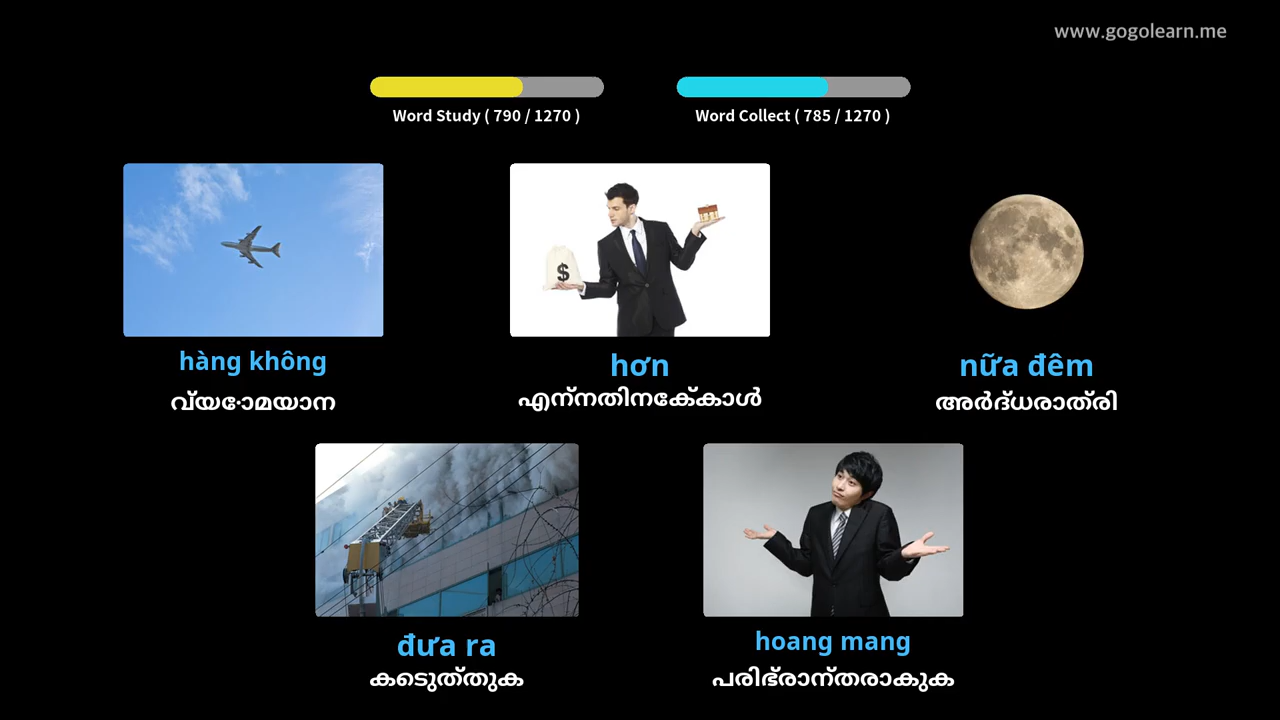 www.gogolearn.me
Word Study ( 790 / 1270 )
Word Collect ( 785 / 1270 )
hàng không
വ്യോമയാന
hơn
എന്നതിനേക്കാൾ
nữa đêm
അർദ്ധരാത്രി
đưa ra
കൊടുത്തുക
hoang mang
പരിഭ്രാന്തരാകുക